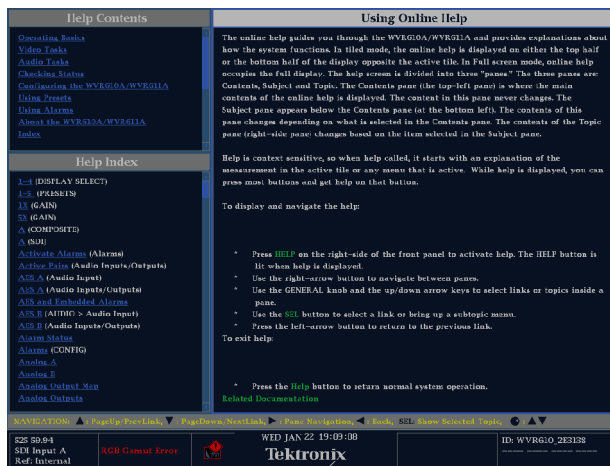 Help Contents
Operating Basics
Video Tasks
Audio Tasks
Checking Status
Configuring the WVRG10A/WVRG11A
Using Presets
Using Alarms
About the WVRG10A/WVRG11A
Index
Help Index
1-4 (DISPLAY SELECT)
1-5 (PRESETS)
1X (GAIN)
5X (GAIN)
A (COMPOSITE)
A (SDI)
Activate Alarms (Alarms)
Active Pairs (Audio Inputs/Outputs)
AES A (Audio Input)
AES A (Audio Inputs/Outputs)
AES and Embedded Alarms
AES B (AUDIO > Audio Input)
AES B (Audio Inputs/Outputs)
Alarm Status
Alarms (CONFIG)
Analog A
Analog B
Analog Output Map
Analog Outputs
Using Online Help
The online help guides you through the WVRG10A/WVRG11A and provides explanations about
how the system functions. In tiled mode, the online help is displayed on either the top half
or the bottom half of the display opposite the active tile. In Full screen mode, online help
occupies the full display. The help screen is divided into three "panes." The three panes are:
Contents, Subject and Topic. The Contents pane (the top-left pane) is where the main
contents of the online help is displayed. The content in this pane never changes. The
Subject pane appears below the Contents pane (at the bottom left). The contents of this
pane changes depending on what is selected in the Contents pane. The contents of the Topic
pane (right-side pane) changes based on the item selected in the Subject pane.
Help is context sensitive, so when help called, it starts with an explanation of the
measurement in the active tile or any menu that is active. While help is displayed, you can
press most buttons and get help on that button.
To display and navigate the help:
* Press HELP on the right-side of the front panel to activate help. The HELP button is
lit when help is displayed.
* Use the right-arrow button to navigate between panes.
* Use the GENERAL knob and the up/down arrow keys to select links or topics inside a
pane.
* Use the SEL button to select a link or bring up a subtopic menu.
* Press the left-arrow button to return to the previous link.
To exit help:
* Press the Help button to return normal system operation.
Related Documentation
NAVIGATION: ▲: PageUp/PrevLink, ▼: PageDown/NextLink, ▶: Pane Navigation, ◀: Back, SEL: Show Selected Topic, : ▲▼
525 59.94
SDI Input A
Ref: Internal
RGB Gamut Error
WED JAN 22 19:09:08
Tektronix
ID: WVRG10_2E3138
---- ---- ---- ----